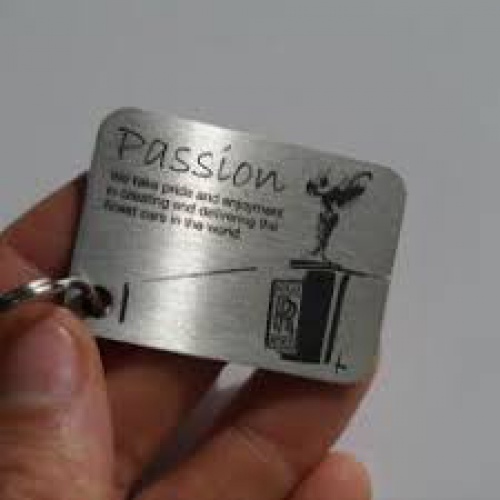 Passion
We take pride and enjoyment
in creating and delivering the
finest cars in the world.
R